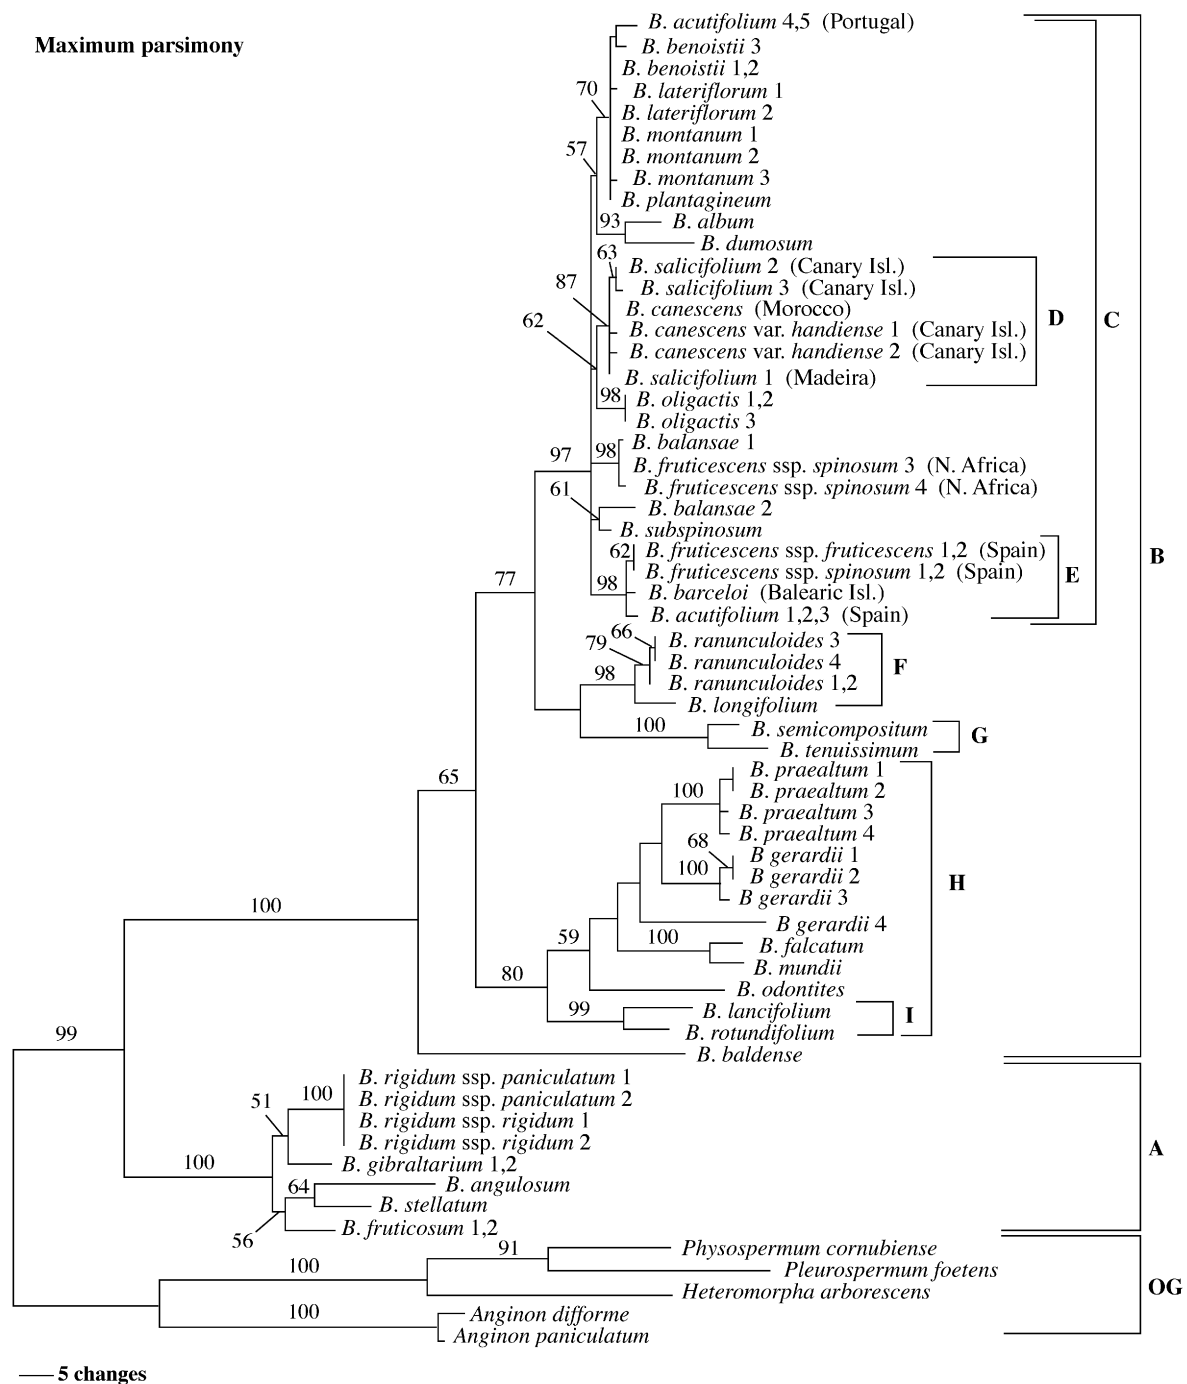 Maximum parsimony
B. acutifolium 4,5 (Portugal)
B. benoistii 3
B. benoistii 1,2
70
B. lateriflorum 1
B. lateriflorum 2
B. montanum 1
57
B. montanum 2
B. montanum 3
B. plantagineum
93
B. album
B. dumosum
63
B. salicifolium 2 (Canary Isl.)
87
B. salicifolium 3 (Canary Isl.)
B. canescens (Morocco)
62
D
C
B. canescens var. handiense 1 (Canary Isl.)
B. canescens var. handiense 2 (Canary Isl.)
B. salicifolium 1 (Madeira)
98
B. oligactis 1,2
B. oligactis 3
B. balansae 1
97
98
B. fruticescens ssp. spinosum 3 (N. Africa)
61
B. fruticescens ssp. spinosum 4 (N. Africa)
B. balansae 2
B. subspinosum
62
B. fruticescens ssp. fruticescens 1,2 (Spain)
B
77
B. fruticescens ssp. spinosum 1,2 (Spain)
E
98
B. barceloi (Balearic Isl.)
B. acutifolium 1,2,3 (Spain)
66
79
B. ranunculoides 3
B. ranunculoides 4
F
98
B. ranunculoides 1,2
B. longifolium
100
B. semicompositum
G
B. tenuissimum
65
B. praealtum 1
100
B. praealtum 2
B. praealtum 3
B. praealtum 4
68
B gerardii 1
100
B gerardii 2
H
B gerardii 3
100
B gerardii 4
59
100
B. falcatum
80
B. mundii
B. odontites
99
B. lancifolium
I
B. rotundifolium
99
B. baldense
B. rigidum ssp. paniculatum 1
51
100
B. rigidum ssp. paniculatum 2
B. rigidum ssp. rigidum 1
B. rigidum ssp. rigidum 2
A
100
B. gibraltarium 1,2
64
B. angulosum
B. stellatum
56
B. fruticosum 1,2
91
Physospermum cornubiense
100
Pleurospermum foetens
OG
Heteromorpha arborescens
100
Anginon difforme
Anginon paniculatum
5 changes